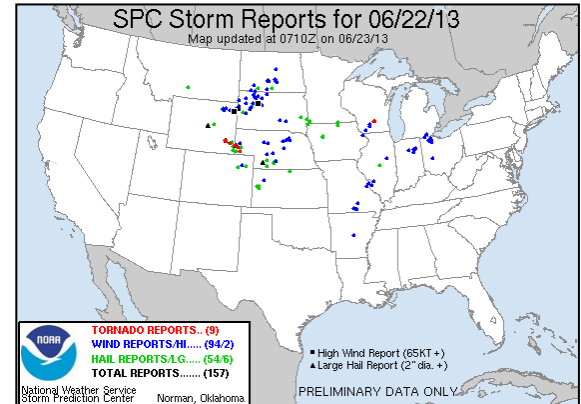 SPC Storm Reports for 06/22/13
Map updated at 0710Z on 06/23/13
NOAA
TORNADO REPORTS.. (9)
WIND REPORTS/HI..... (94/2)
HAIL REPORTS/LG..... (54/6)
TOTAL REPORTS....... (157)
National Weather Service
Storm Prediction Center Norman, Oklahoma
High Wind Report (65KT +)
Large Hail Report (2" dia. +)
PRELIMINARY DATA ONLY